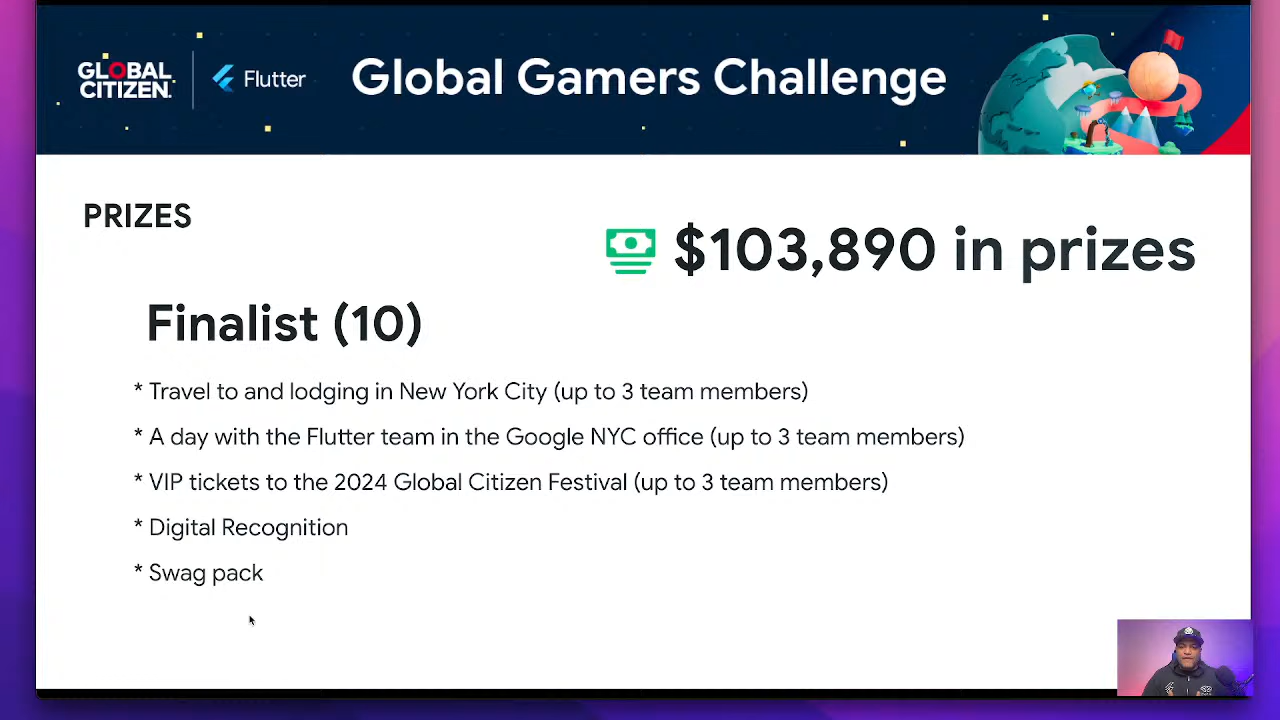 GLOBAL
CITIZEN.
Flutter
Global Gamers Challenge
PRIZES
$103,890 in prizes
Finalist (10)
* Travel to and lodging in New York City (up to 3 team members)
* A day with the Flutter team in the Google NYC office (up to 3 team members)
* VIP tickets to the 2024 Global Citizen Festival (up to 3 team members)
* Digital Recognition
* Swag pack